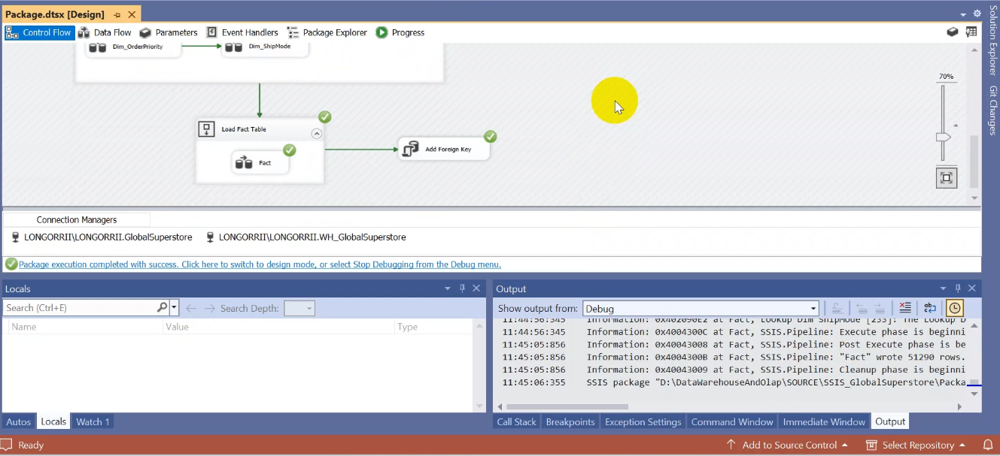 Package.dtsx [Design]
Control Flow Data Flow Parameters Event Handlers Package Explorer Progress
Solution Explorer
Git Changes
Dim_OrderPriority Dim_ShipMode
70%
Load Fact Table
Fact
Add Foreign Key
Connection Managers
LONGORRII\LONGORRII.GlobalSuperstore LONGORRII\LONGORRII.WH_GlobalSuperstore
Package execution completed with success. Click here to switch to design mode, or select Stop Debugging from the Debug menu.
Locals
Search (Ctrl+E) Search Depth:
Name Value Type
Autos Locals Watch 1
Output
Show output from: Debug
11:44:56:345 Information: 0x402090E2 at Fact, Lookup Dim ShipMode [233]: The Lookup D
11:44:56:345 Information: 0x4004300C at Fact, SSIS.Pipeline: Execute phase is beginni
11:45:05:856 Information: 0x40043008 at Fact, SSIS.Pipeline: Post Execute phase is be
11:45:05:856 Information: 0x4004300B at Fact, SSIS.Pipeline: "Fact" wrote 51290 rows.
11:45:05:856 Information: 0x40043009 at Fact, SSIS.Pipeline: Cleanup phase is beginni
11:45:06:355 SSIS package "D:\DataWarehouseAndOlap\SOURCE\SSIS_GlobalSuperstore\Packa
Call Stack Breakpoints Exception Settings Command Window Immediate Window Output
Ready Add to Source Control Select Repository